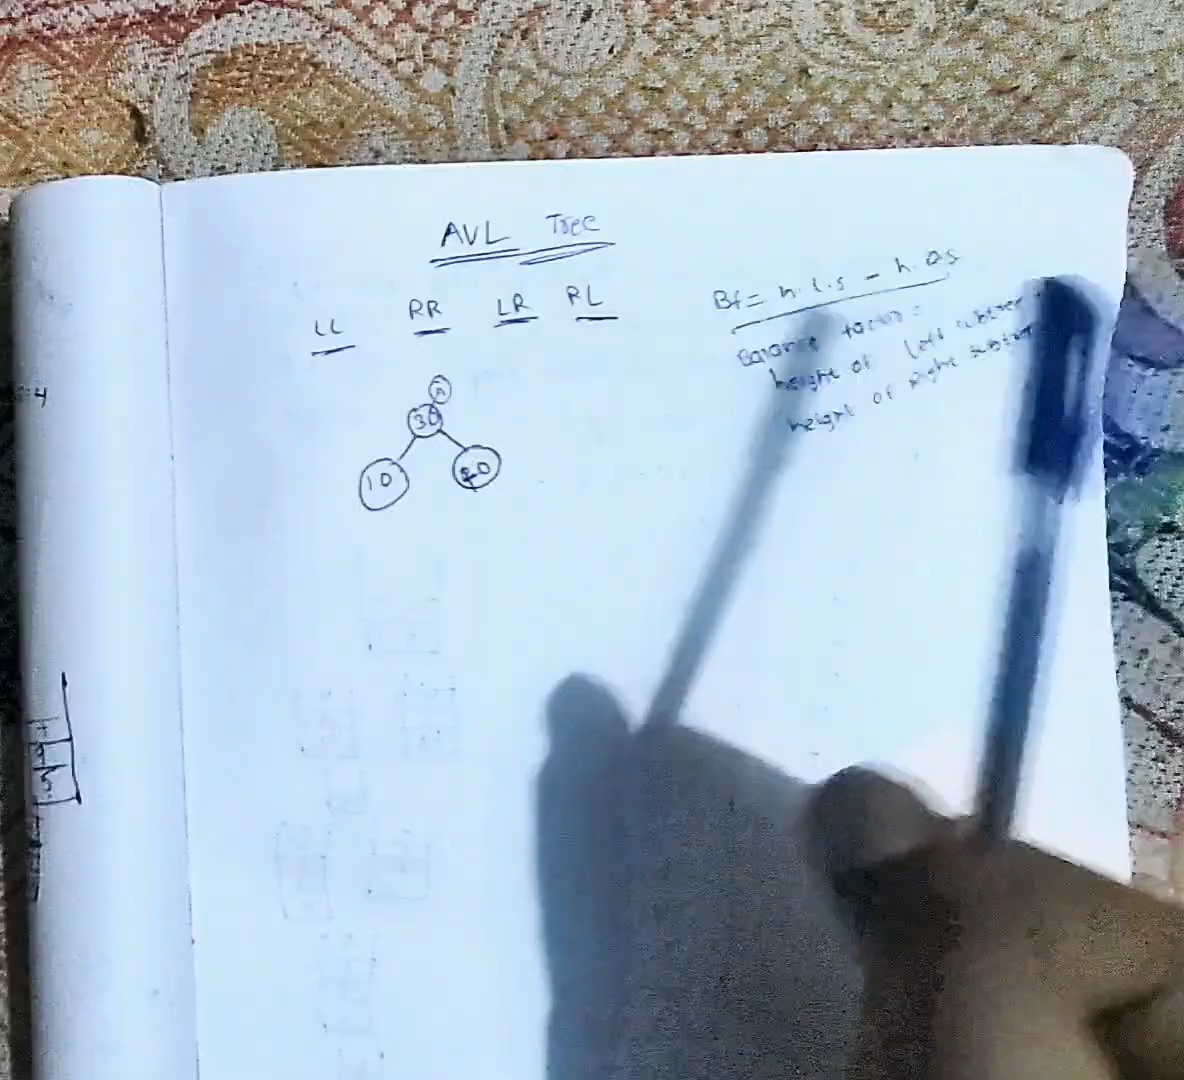 AVL Tree
LL RR LR RL
Bf = h.l.s - h.r.s
Balance factor =
height of left subtree -
height of right subtree
30
10